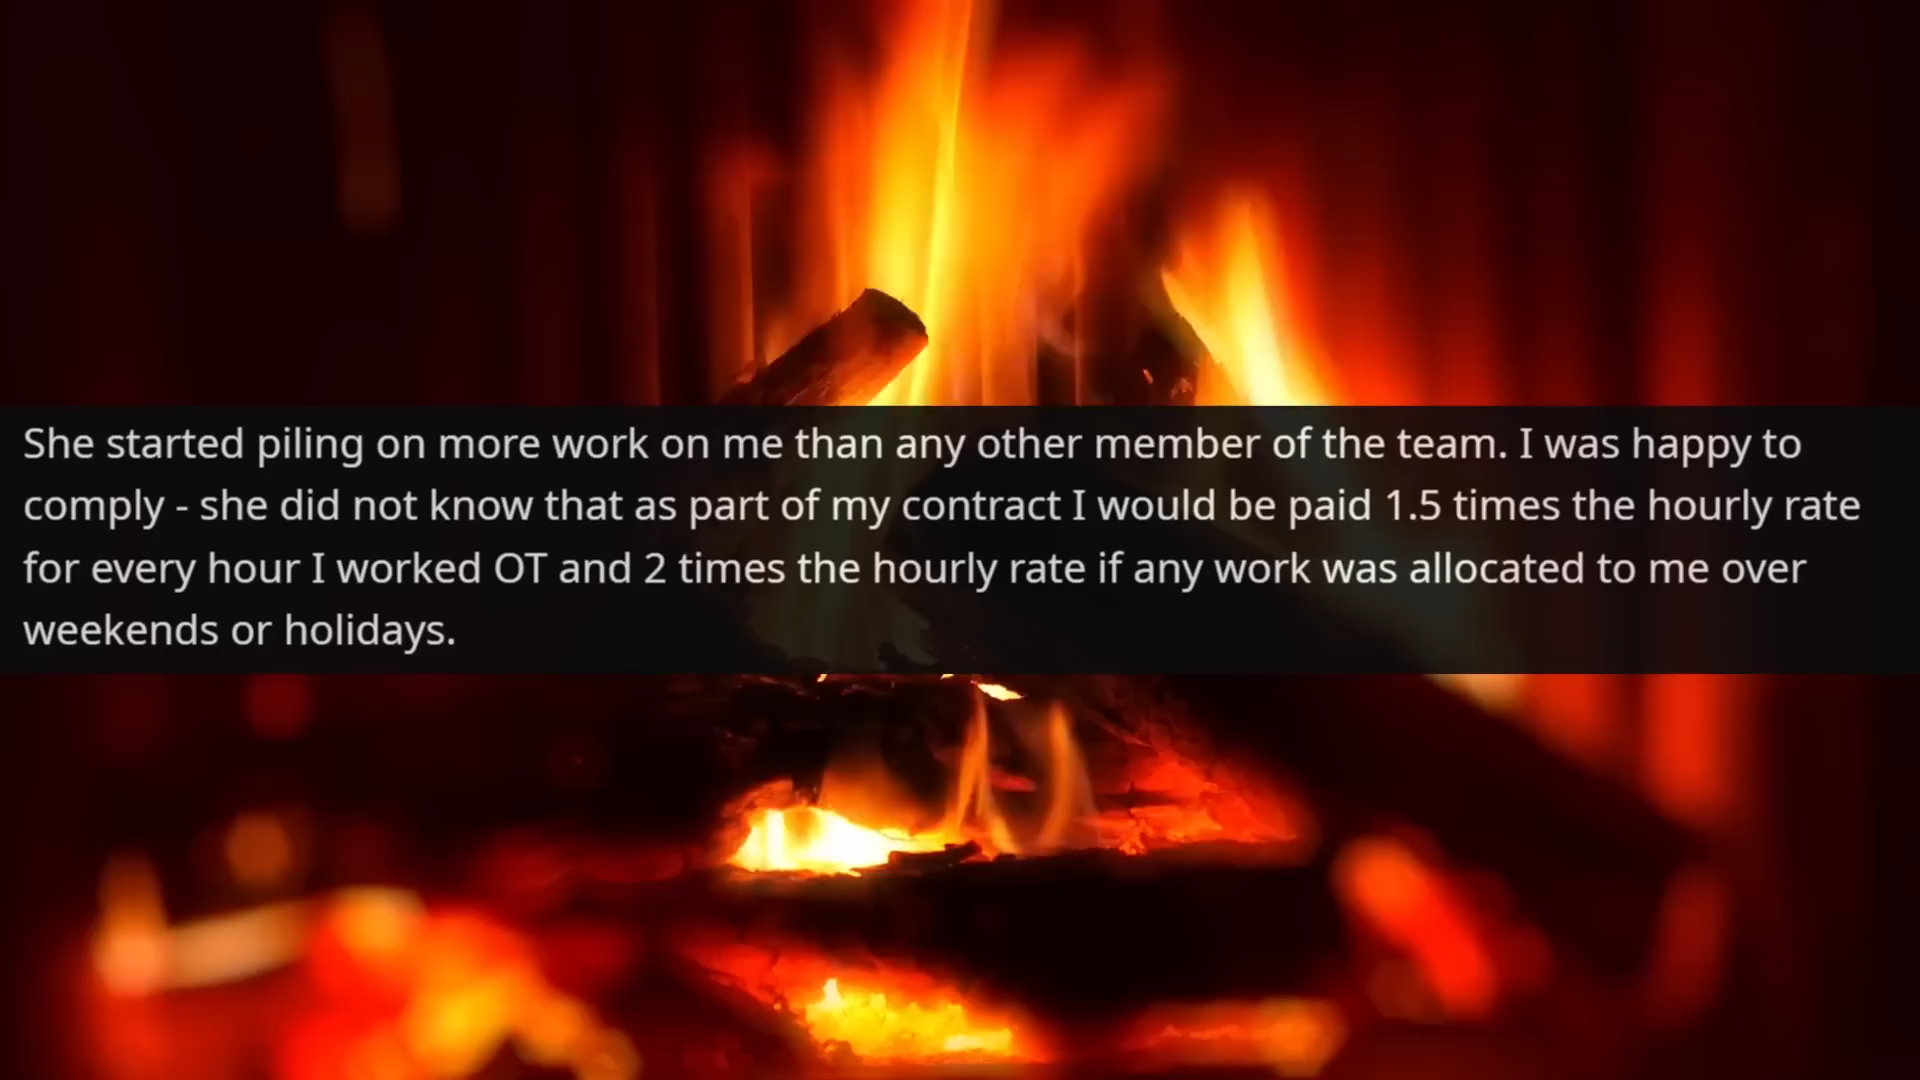 She started piling on more work on me than any other member of the team. I was happy to
comply - she did not know that as part of my contract I would be paid 1.5 times the hourly rate
for every hour I worked OT and 2 times the hourly rate if any work was allocated to me over
weekends or holidays.